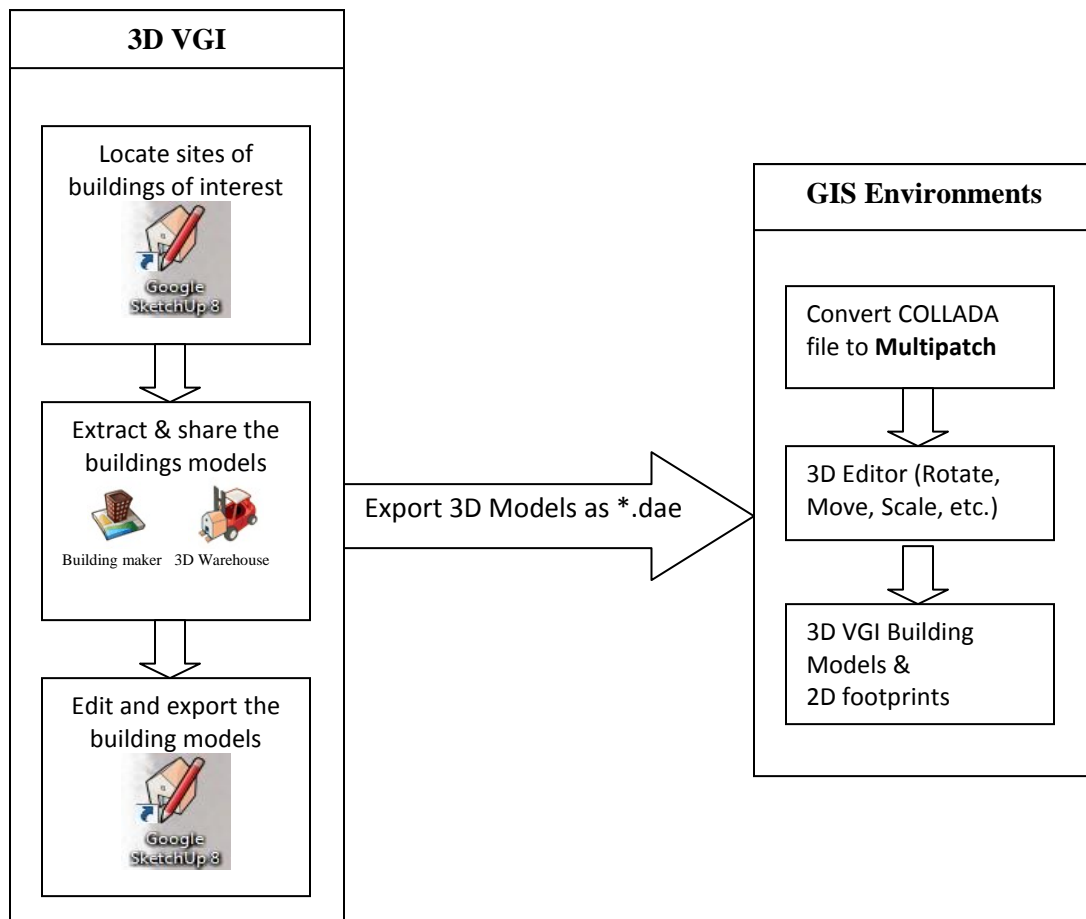 3D VGI
Locate sites of
buildings of interest
Google
SketchUp 8
Extract & share the
buildings models
Building maker 3D Warehouse
Edit and export the
building models
Google
SketchUp 8
Export 3D Models as *.dae
GIS Environments
Convert COLLADA
file to Multipatch
3D Editor (Rotate,
Move, Scale, etc.)
3D VGI Building
Models &
2D footprints